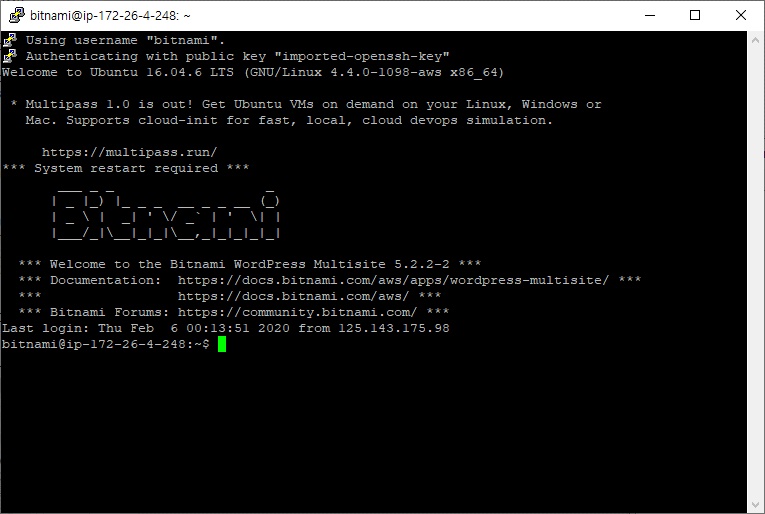 bitnami@ip-172-26-4-248: ~
Using username "bitnami".
Authenticating with public key "imported-openssh-key"
Welcome to Ubuntu 16.04.6 LTS (GNU/Linux 4.4.0-1098-aws x86_64)
* Multipass 1.0 is out! Get Ubuntu VMs on demand on your Linux, Windows or
Mac. Supports cloud-init for fast, local, cloud devops simulation.
https://multipass.run/
*** System restart required ***
Bitnami
*** Welcome to the Bitnami WordPress Multisite 5.2.2-2 ***
*** Documentation:  https://docs.bitnami.com/aws/apps/wordpress-multisite/ ***
***                 https://docs.bitnami.com/aws/ ***
*** Bitnami Forums: https://community.bitnami.com/ ***
Last login: Thu Feb  6 00:13:51 2020 from 125.143.175.98
bitnami@ip-172-26-4-248:~$